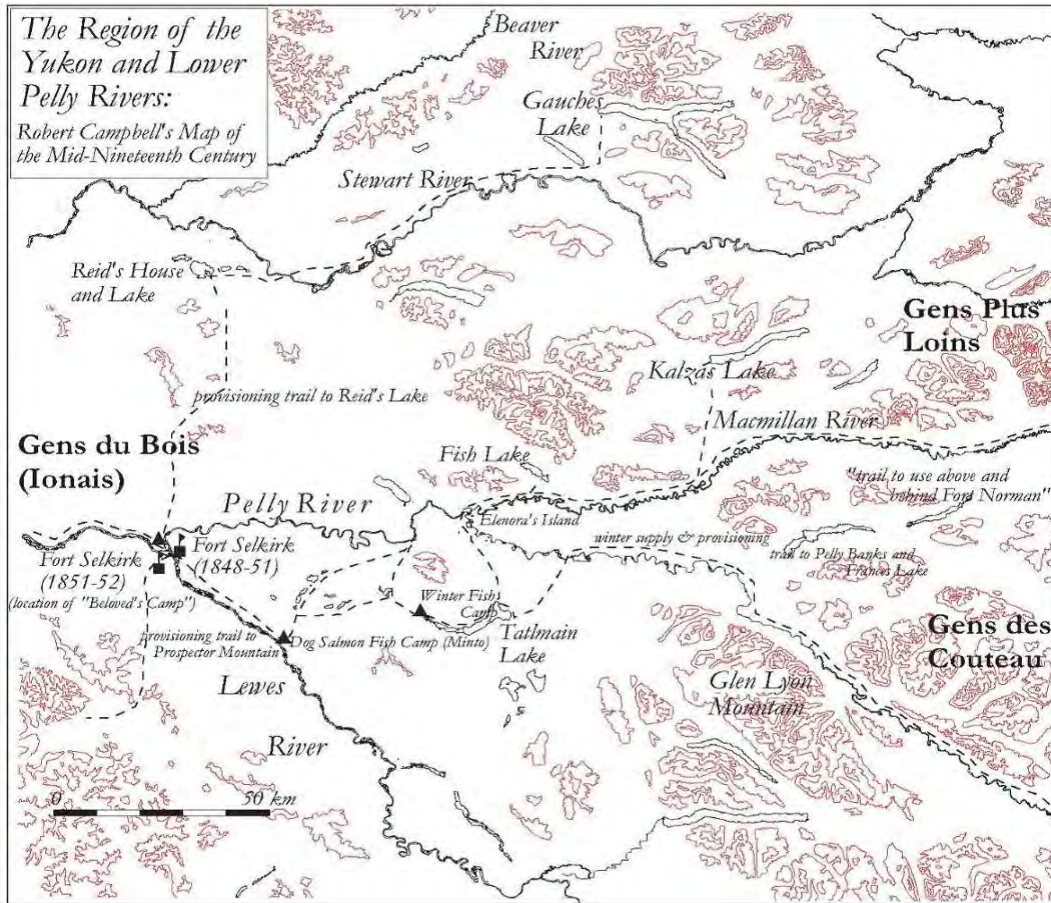 The Region of the
Yukon and Lower
Pelly Rivers:
Robert Campbell's Map of
the Mid-Nineteenth Century
Beaver
River
Gauches
Lake
Stewart River
Reid's House
and Lake
Gens Plus
Loins
Kalzas Lake
provisioning trail to Reid's Lake
Macmillan River
Gens du Bois
(Ionais)
Fish Lake
"trail to use above and
behind Fort Norman"
Pelly River
Elenora's Island
winter supply & provisioning
trail to Pelly Banks and
Frances Lake
Fort Selkirk
(1848-51)
Fort Selkirk
(1851-52)
(location of "Beloved's Camp")
Winter Fish
Camp
provisioning trail to
Prospector Mountain
Dog Salmon Fish Camp (Minto)
Tatlmain
Lake
Gens des
Couteau
Glen Lyon
Mountain
Lewes
River
0 50 km